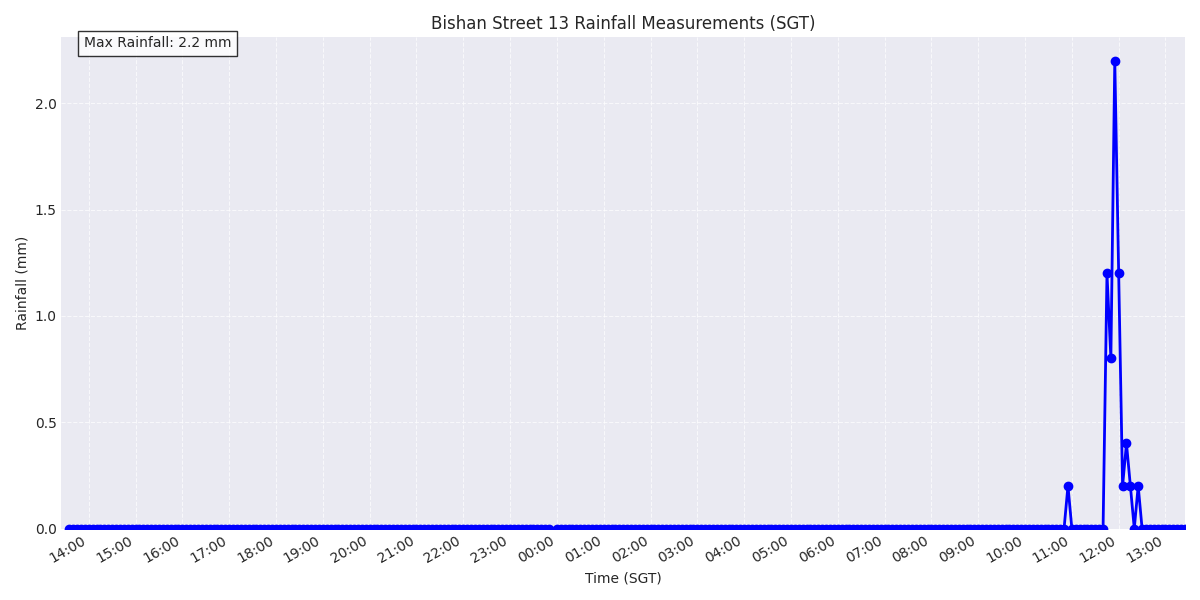 Bishan Street 13 Rainfall Measurements (SGT)
Max Rainfall: 2.2 mm
Rainfall (mm)
2.0
1.5
1.0
0.5
0.0
14:00 15:00 16:00 17:00 18:00 19:00 20:00 21:00 22:00 23:00 00:00 01:00 02:00 03:00 04:00 05:00 06:00 07:00 08:00 09:00 10:00 11:00 12:00 13:00
Time (SGT)